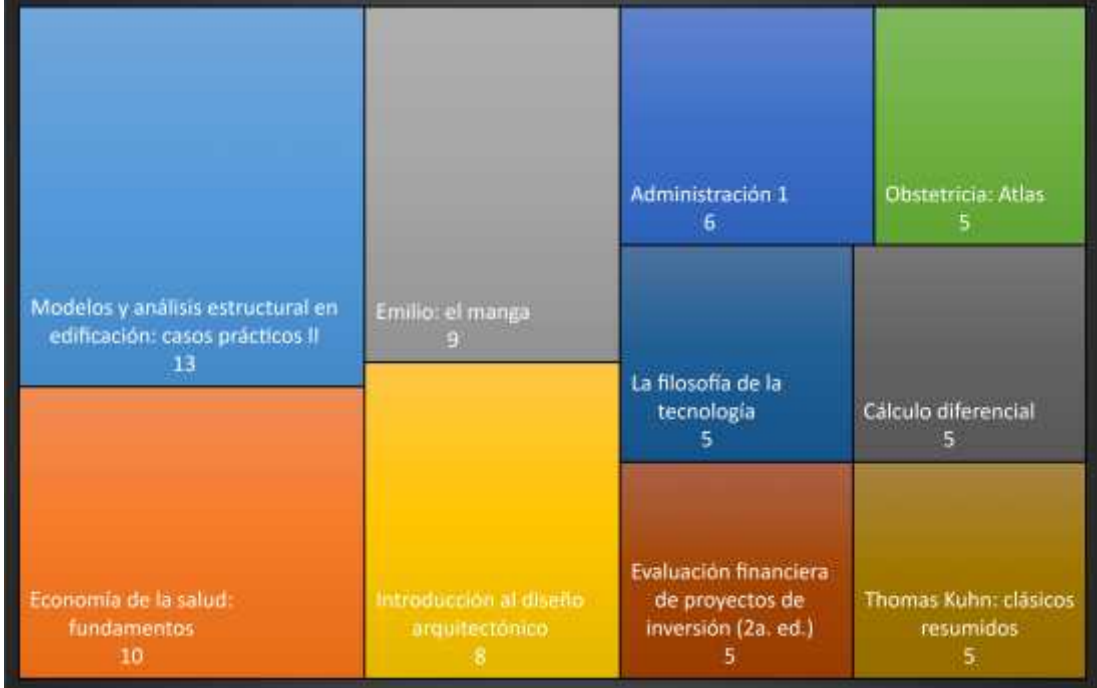 Modelos y análisis estructural en
edificación: casos prácticos II
13
Economía de la salud:
fundamentos
10
Emilio: el manga
9
Introducción al diseño
arquitectónico
8
Administración 1
6
Obstetricia: Atlas
5
La filosofía de la
tecnología
5
Cálculo diferencial
5
Evaluación financiera
de proyectos de
inversión (2a. ed.)
5
Thomas Kuhn: clásicos
resumidos
5